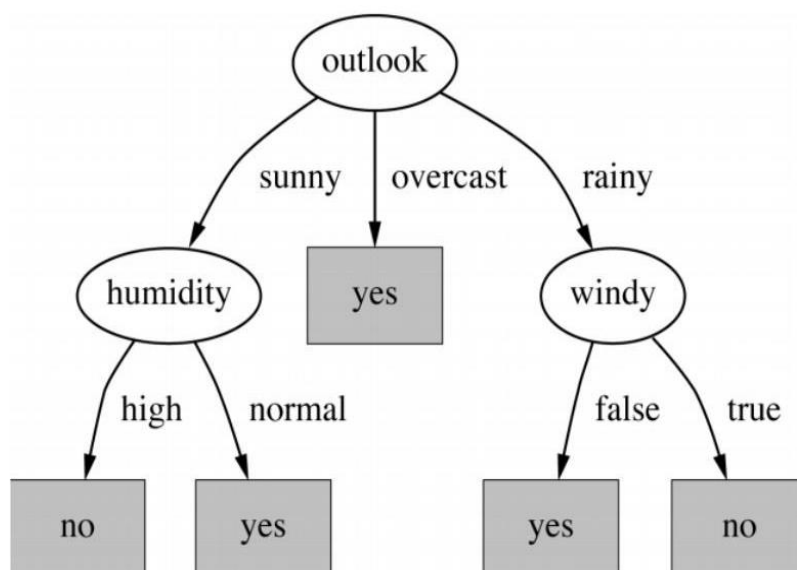 outlook
sunny overcast rainy
humidity yes windy
high normal false true
no yes yes no